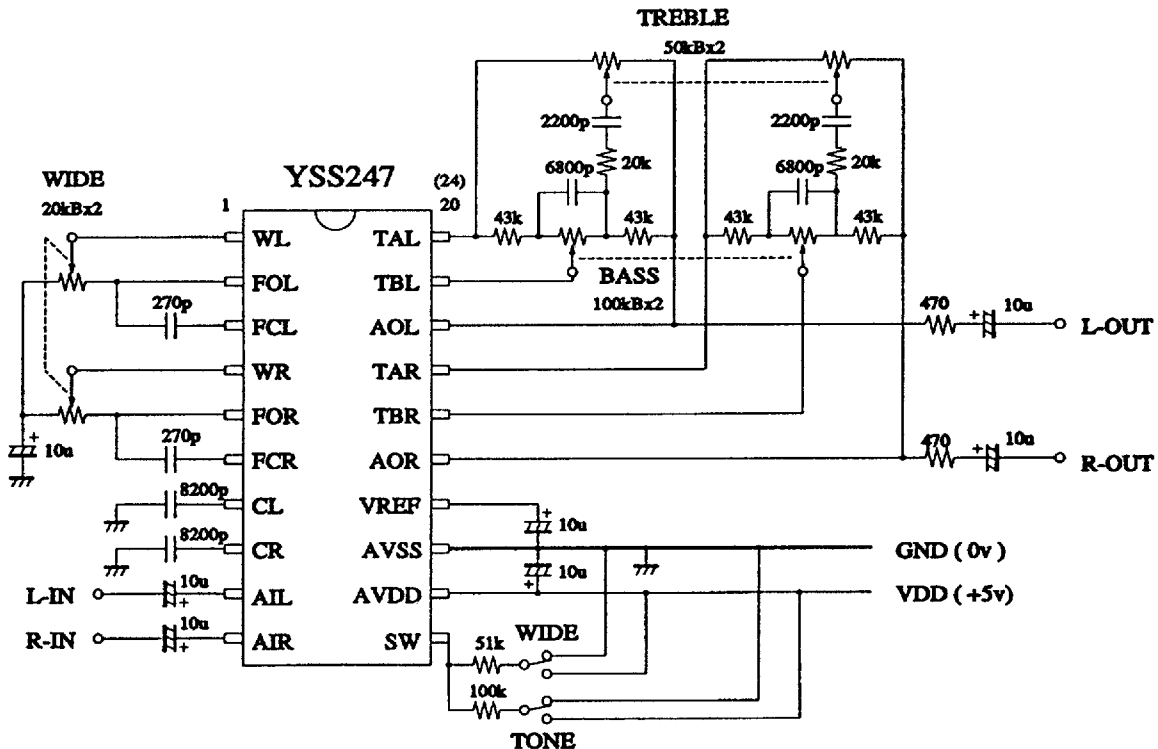 TREBLE
50kBx2
2200p
2200p
20k
20k
6800p
6800p
WIDE
20kBx2
YSS247
(24)
1
20
43k
43k
43k
43k
WL
TAL
FOL
TBL
BASS
100kBx2
270p
FCL
AOL
470
+
10u
L-OUT
WR
TAR
FOR
TBR
+
10u
270p
FCR
AOR
470
+
10u
R-OUT
8200p
CL
VREF
+
10u
8200p
CR
AVSS
GND ( 0v )
10u
L-IN
10u
+
AIL
AVDD
+
VDD ( +5v)
R-IN
10u
+
AIR
SW
51k
WIDE
100k
TONE